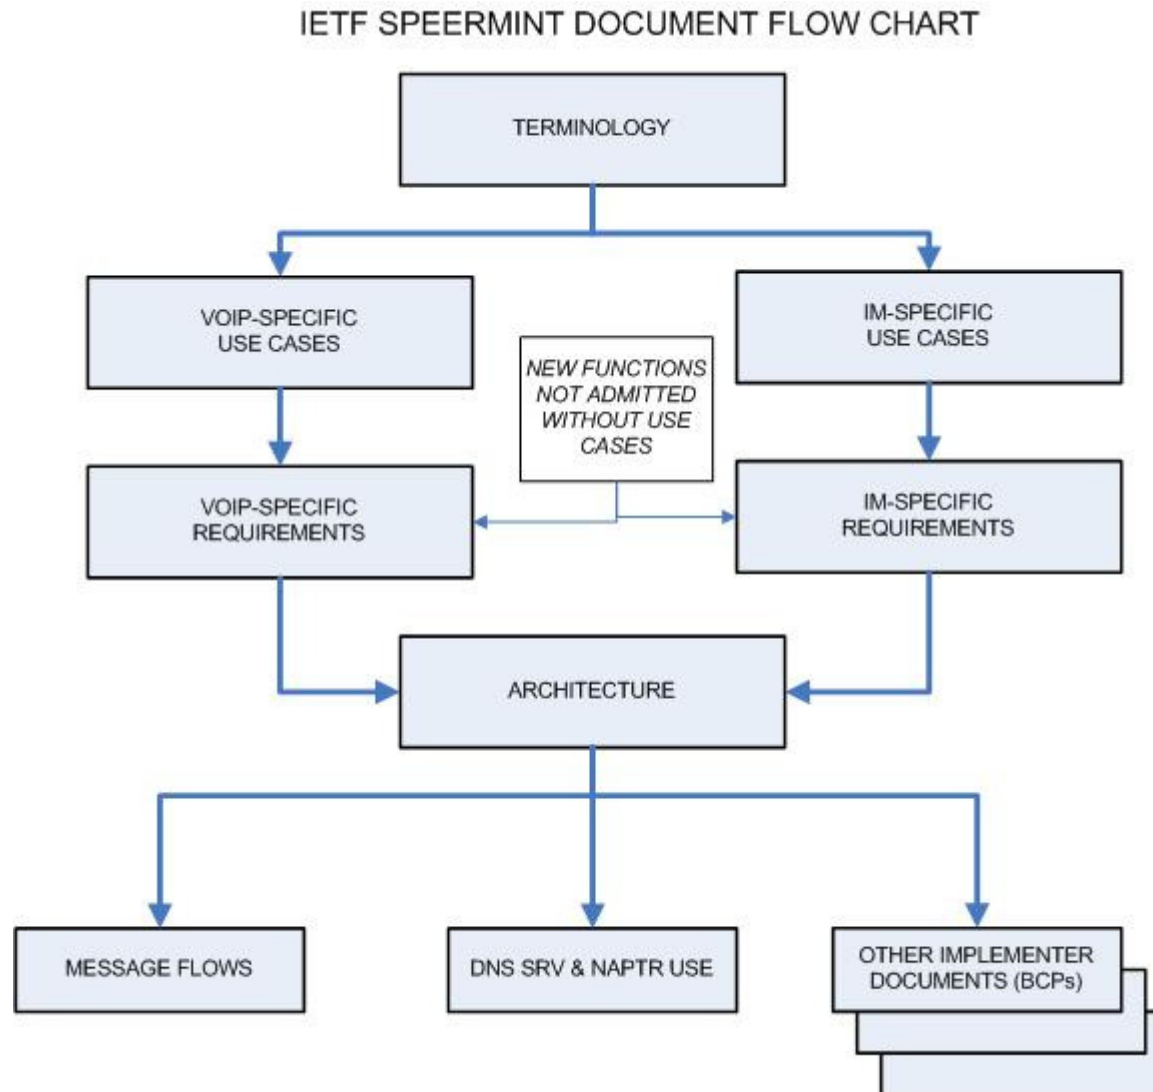 IETF SPEERMINT DOCUMENT FLOW CHART
TERMINOLOGY
VOIP-SPECIFIC
USE CASES
IM-SPECIFIC
USE CASES
NEW FUNCTIONS
NOT ADMITTED
WITHOUT USE
CASES
VOIP-SPECIFIC
REQUIREMENTS
IM-SPECIFIC
REQUIREMENTS
ARCHITECTURE
MESSAGE FLOWS
DNS SRV & NAPTR USE
OTHER IMPLEMENTER
DOCUMENTS (BCPs)